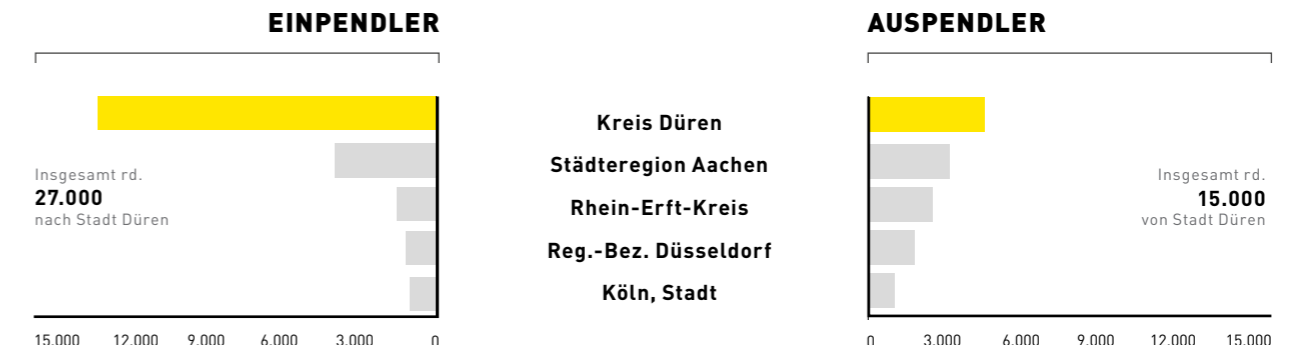 EINPENDLER
AUSPENDLER
Kreis Düren
Städteregion Aachen
Rhein-Erft-Kreis
Reg.-Bez. Düsseldorf
Köln, Stadt
Insgesamt rd.
27.000
nach Stadt Düren
Insgesamt rd.
15.000
von Stadt Düren
15.000 12.000 9.000 6.000 3.000 0
0 3.000 6.000 9.000 12.000 15.000